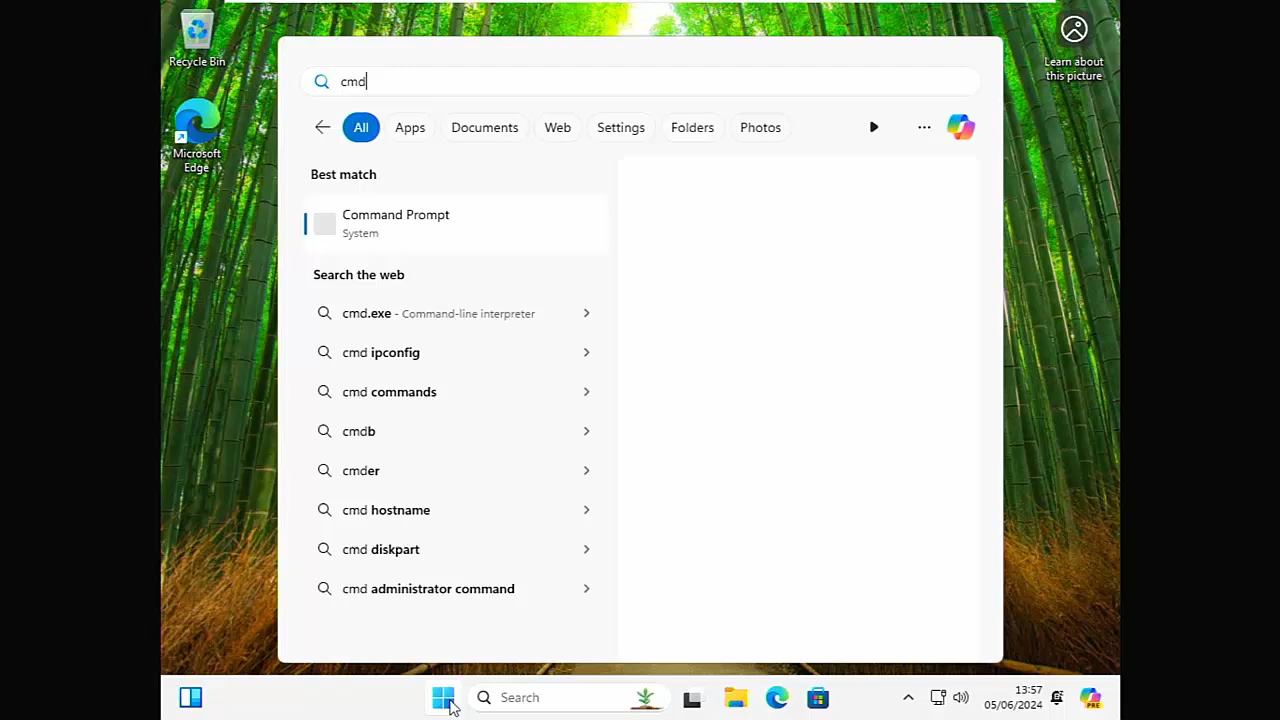 Recycle Bin
Learn about
this picture
Microsoft
Edge
cmd
All
Apps
Documents
Web
Settings
Folders
Photos
Best match
Command Prompt
System
Search the web
cmd.exe - Command-line interpreter
cmd ipconfig
cmd commands
cmdb
cmder
cmd hostname
cmd diskpart
cmd administrator command
Search
13:57
05/06/2024
PRE